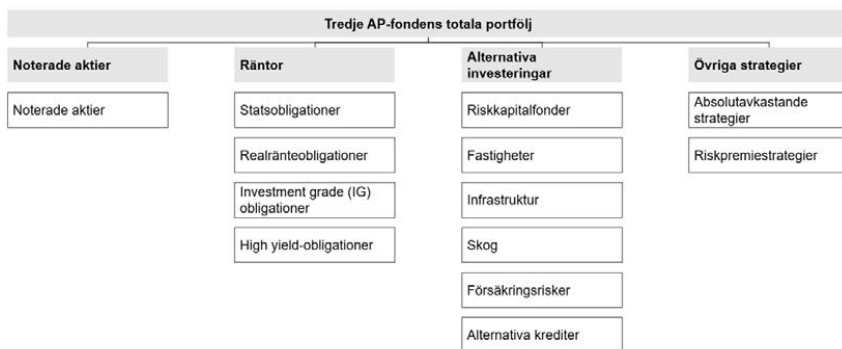 Tredje AP-fondens totala portfölj
Noterade aktier
Noterade aktier
Räntor
Statsobligationer
Realränteobligationer
Investment grade (IG)
obligationer
High yield-obligationer
Alternativa
investeringar
Riskkapitalfonder
Fastigheter
Infrastruktur
Skog
Försäkringsrisker
Alternativa krediter
Övriga strategier
Absolutavkastande
strategier
Riskpremiestrategier